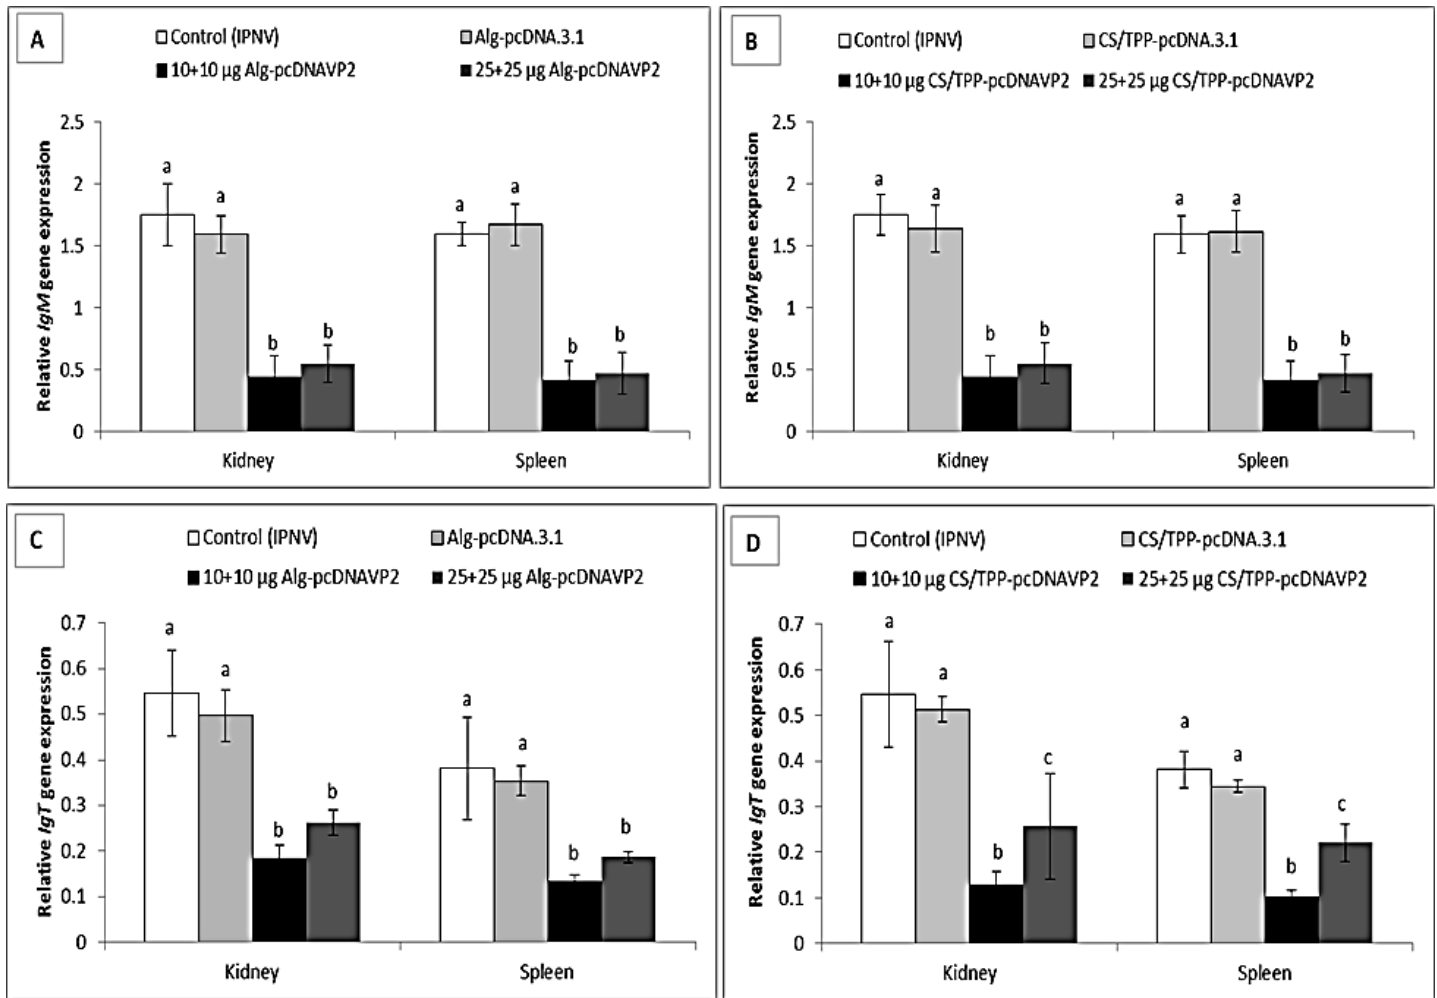 A
Control (IPNV) Alg-pcDNA.3.1
10+10 µg Alg-pcDNAVP2 25+25 µg Alg-pcDNAVP2
Relative IgM gene expression
2.5
2
1.5
1
0.5
0
a a b b a a b b
Kidney Spleen
B
Control (IPNV) CS/TPP-pcDNA.3.1
10+10 µg CS/TPP-pcDNAVP2 25+25 µg CS/TPP-pcDNAVP2
Relative IgM gene expression
2.5
2
1.5
1
0.5
0
a a b b a a b b
Kidney Spleen
C
Control (IPNV) Alg-pcDNA.3.1
10+10 µg Alg-pcDNAVP2 25+25 µg Alg-pcDNAVP2
Relative IgT gene expression
0.7
0.6
0.5
0.4
0.3
0.2
0.1
0
a a b b a a b b
Kidney Spleen
D
Control (IPNV) CS/TPP-pcDNA.3.1
10+10 µg CS/TPP-pcDNAVP2 25+25 µg CS/TPP-pcDNAVP2
Relative IgT gene expression
0.7
0.6
0.5
0.4
0.3
0.2
0.1
0
a a b c a a b c
Kidney Spleen